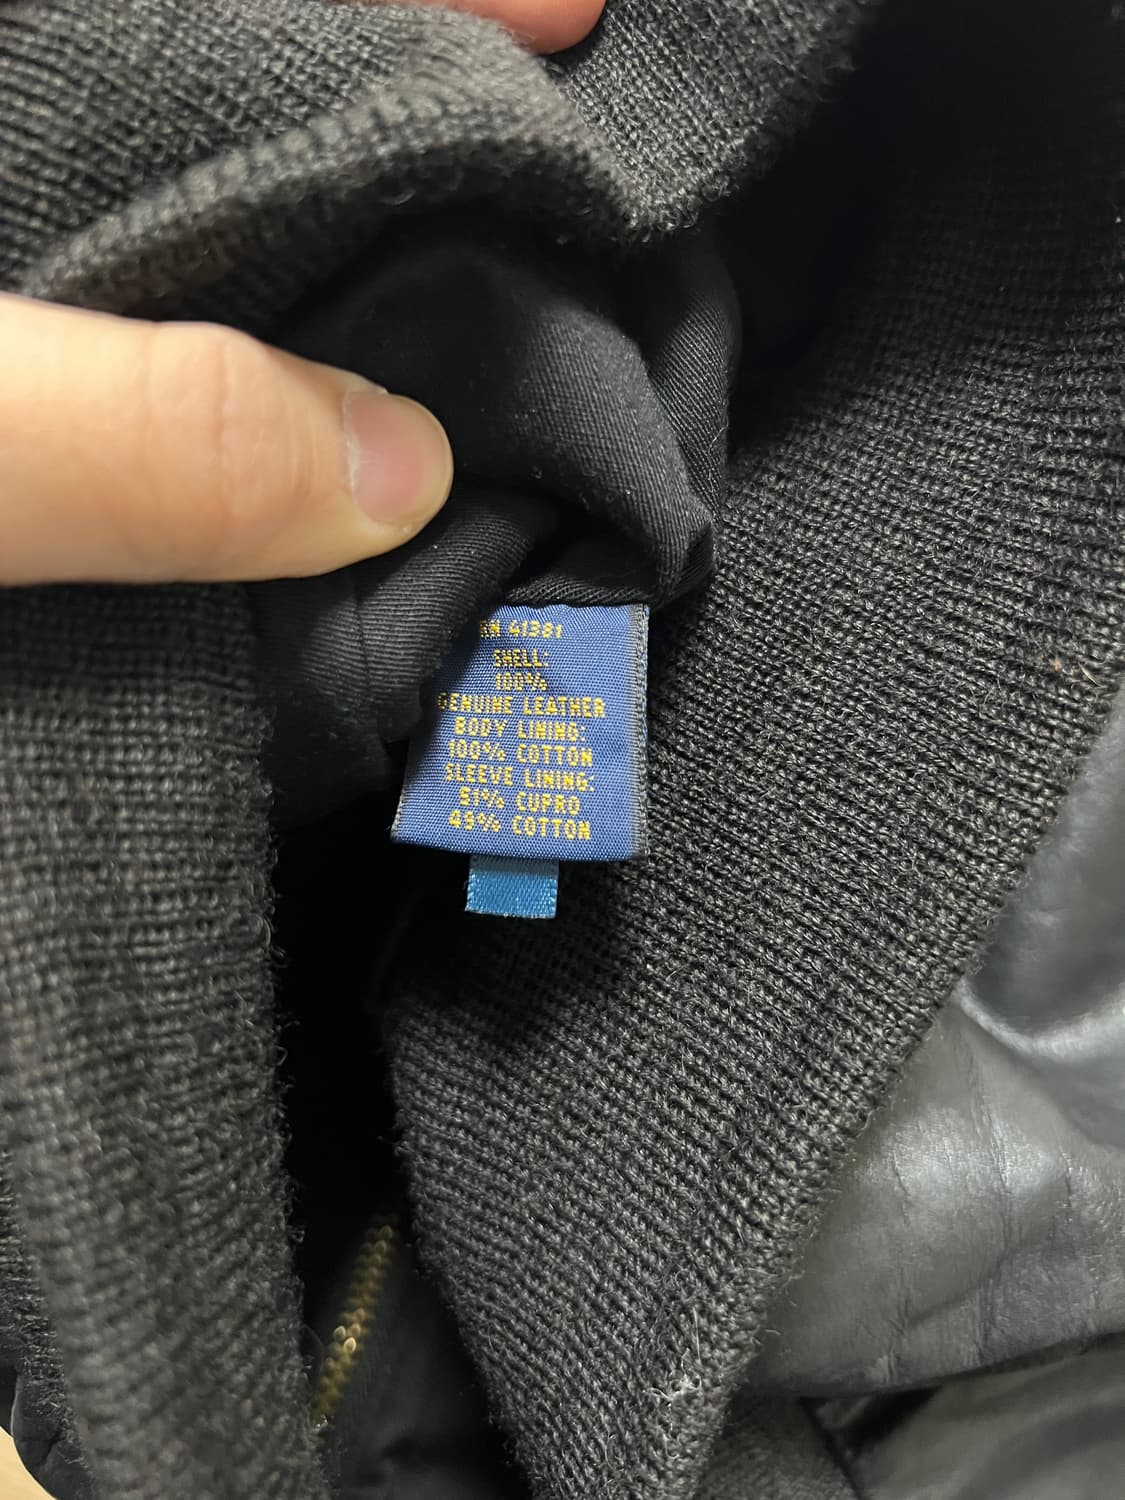 RN 41381
SHELL:
100%
GENUINE LEATHER
BODY LINING:
100% COTTON
SLEEVE LINING:
51% CUPRO
49% COTTON